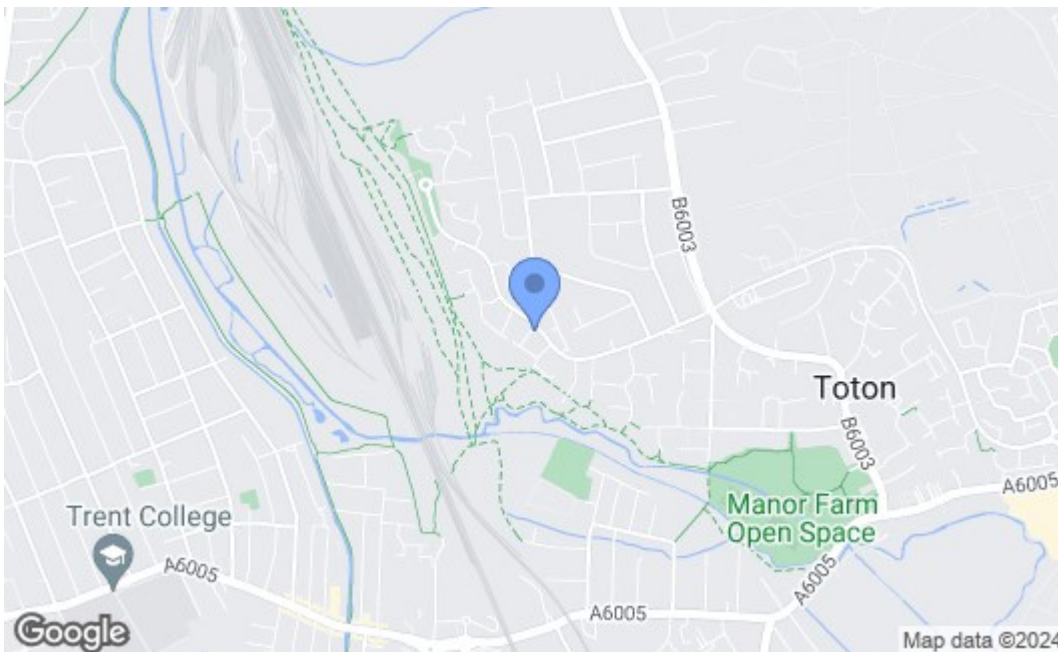 B6003
Toton
B6003
A6005
Manor Farm
Open Space
Trent College
A6005
A6005
A6005
Google
Map data ©2024